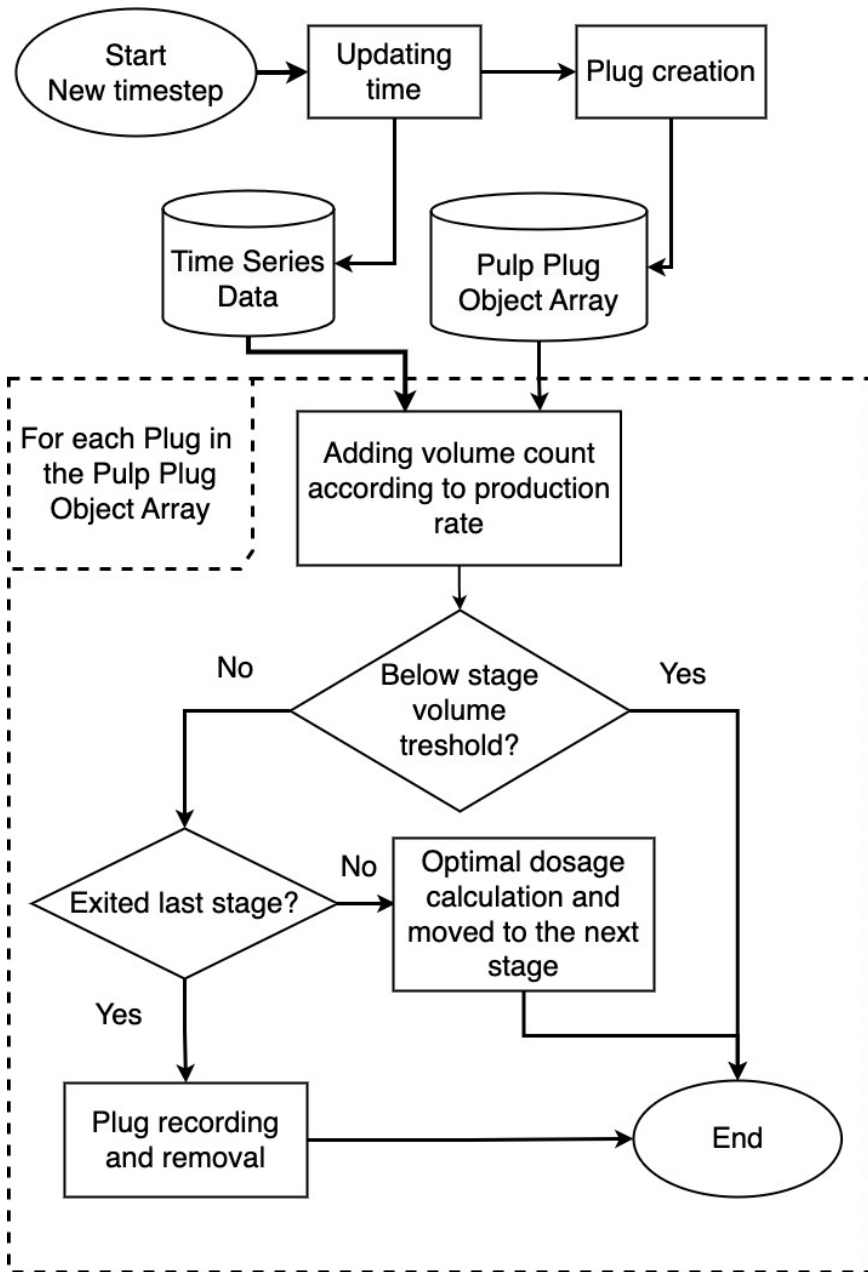 Start
New timestep
Updating
time
Plug creation
Time Series
Data
Pulp Plug
Object Array
For each Plug in
the Pulp Plug
Object Array
Adding volume count
according to production
rate
No
Below stage
volume
treshold?
Yes
Exited last stage?
No
Optimal dosage
calculation and
moved to the next
stage
Yes
Plug recording
and removal
End